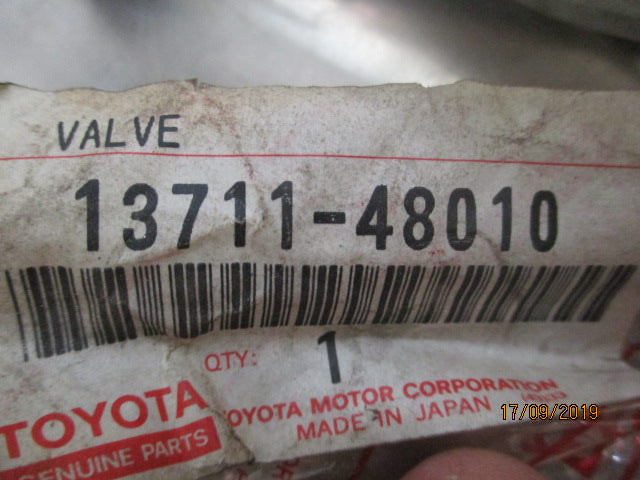 VALVE
13711-48010
QTY: 1
TOYOTA
GENUINE PARTS
TOYOTA MOTOR CORPORATION
MADE IN JAPAN
17/09/2019